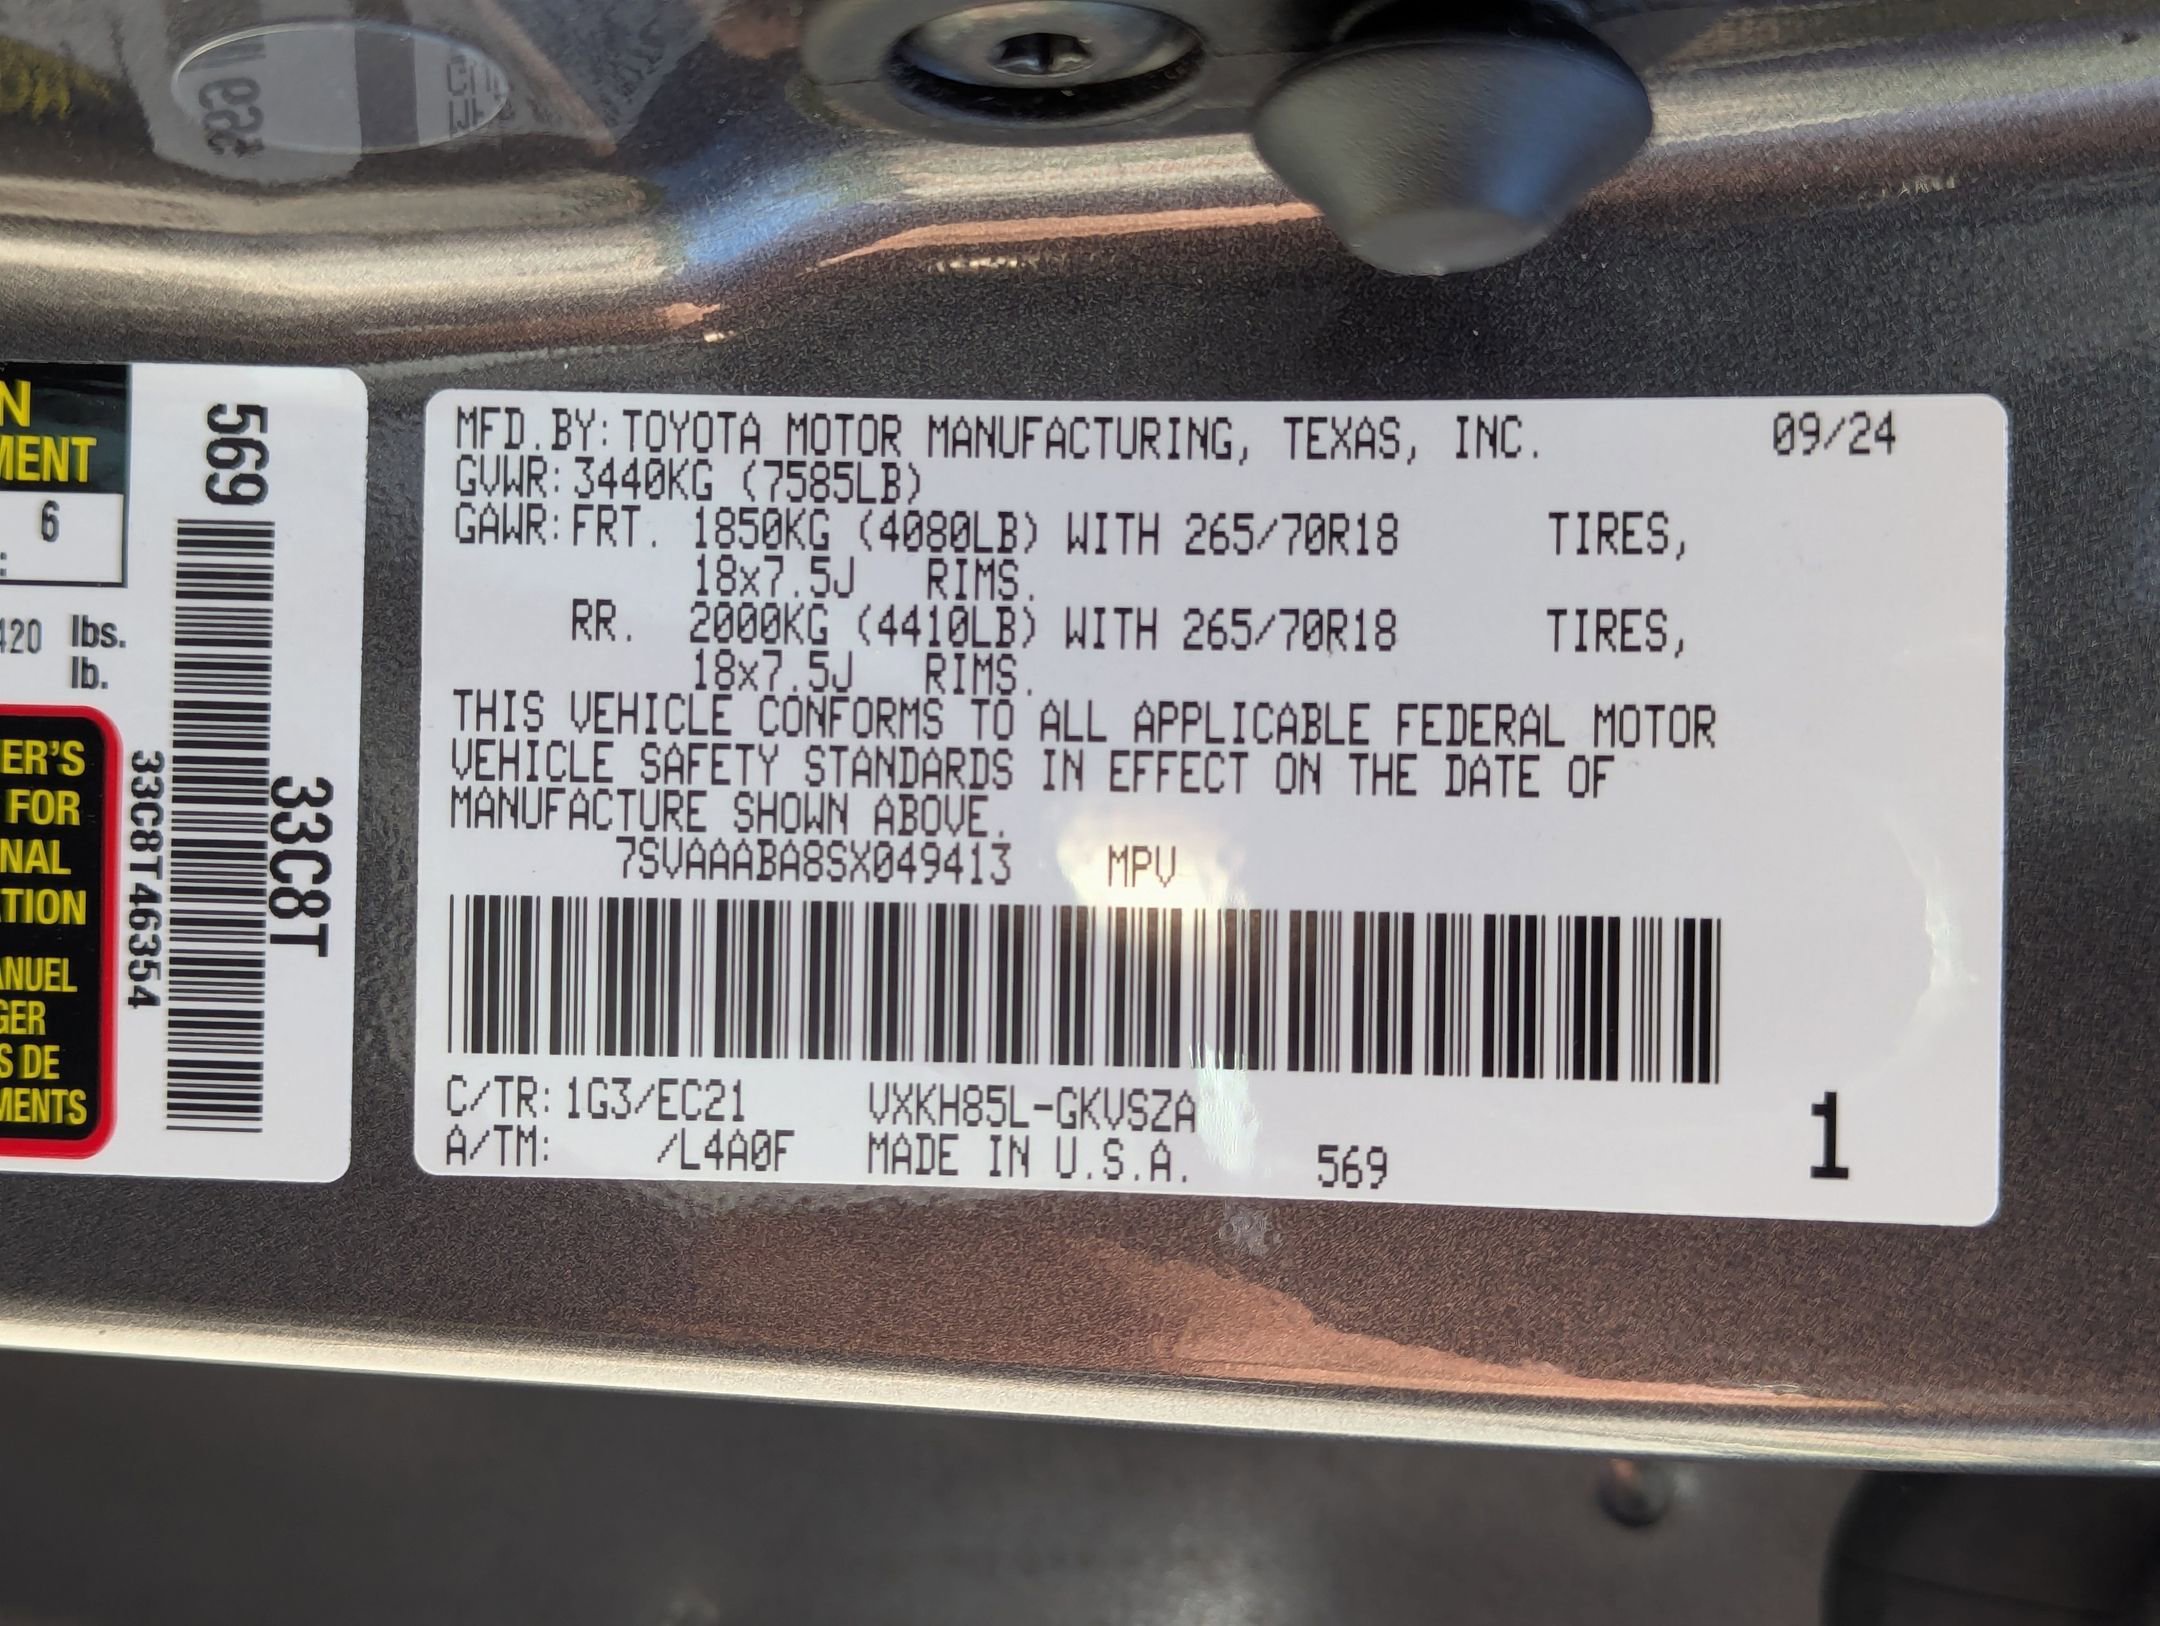 N
MENT
6
:
420 lbs.
lb.
ER'S
FOR
NAL
TION
ANUEL
GER
S DE
MENTS
569
33C8T
33C8T46354
MFD.BY:TOYOTA MOTOR MANUFACTURING, TEXAS, INC. 09/24
GVWR:3440KG (7585LB)
GAWR:FRT. 1850KG (4080LB) WITH 265/70R18 TIRES,
18x7.5J RIMS.
RR. 2000KG (4410LB) WITH 265/70R18 TIRES,
18x7.5J RIMS.
THIS VEHICLE CONFORMS TO ALL APPLICABLE FEDERAL MOTOR
VEHICLE SAFETY STANDARDS IN EFFECT ON THE DATE OF
MANUFACTURE SHOWN ABOVE.
7SVAAABA8SX049413 MPV
C/TR:1G3/EC21 VXKH85L-GKVSZA
A/TM: /L4A0F MADE IN U.S.A. 569 1